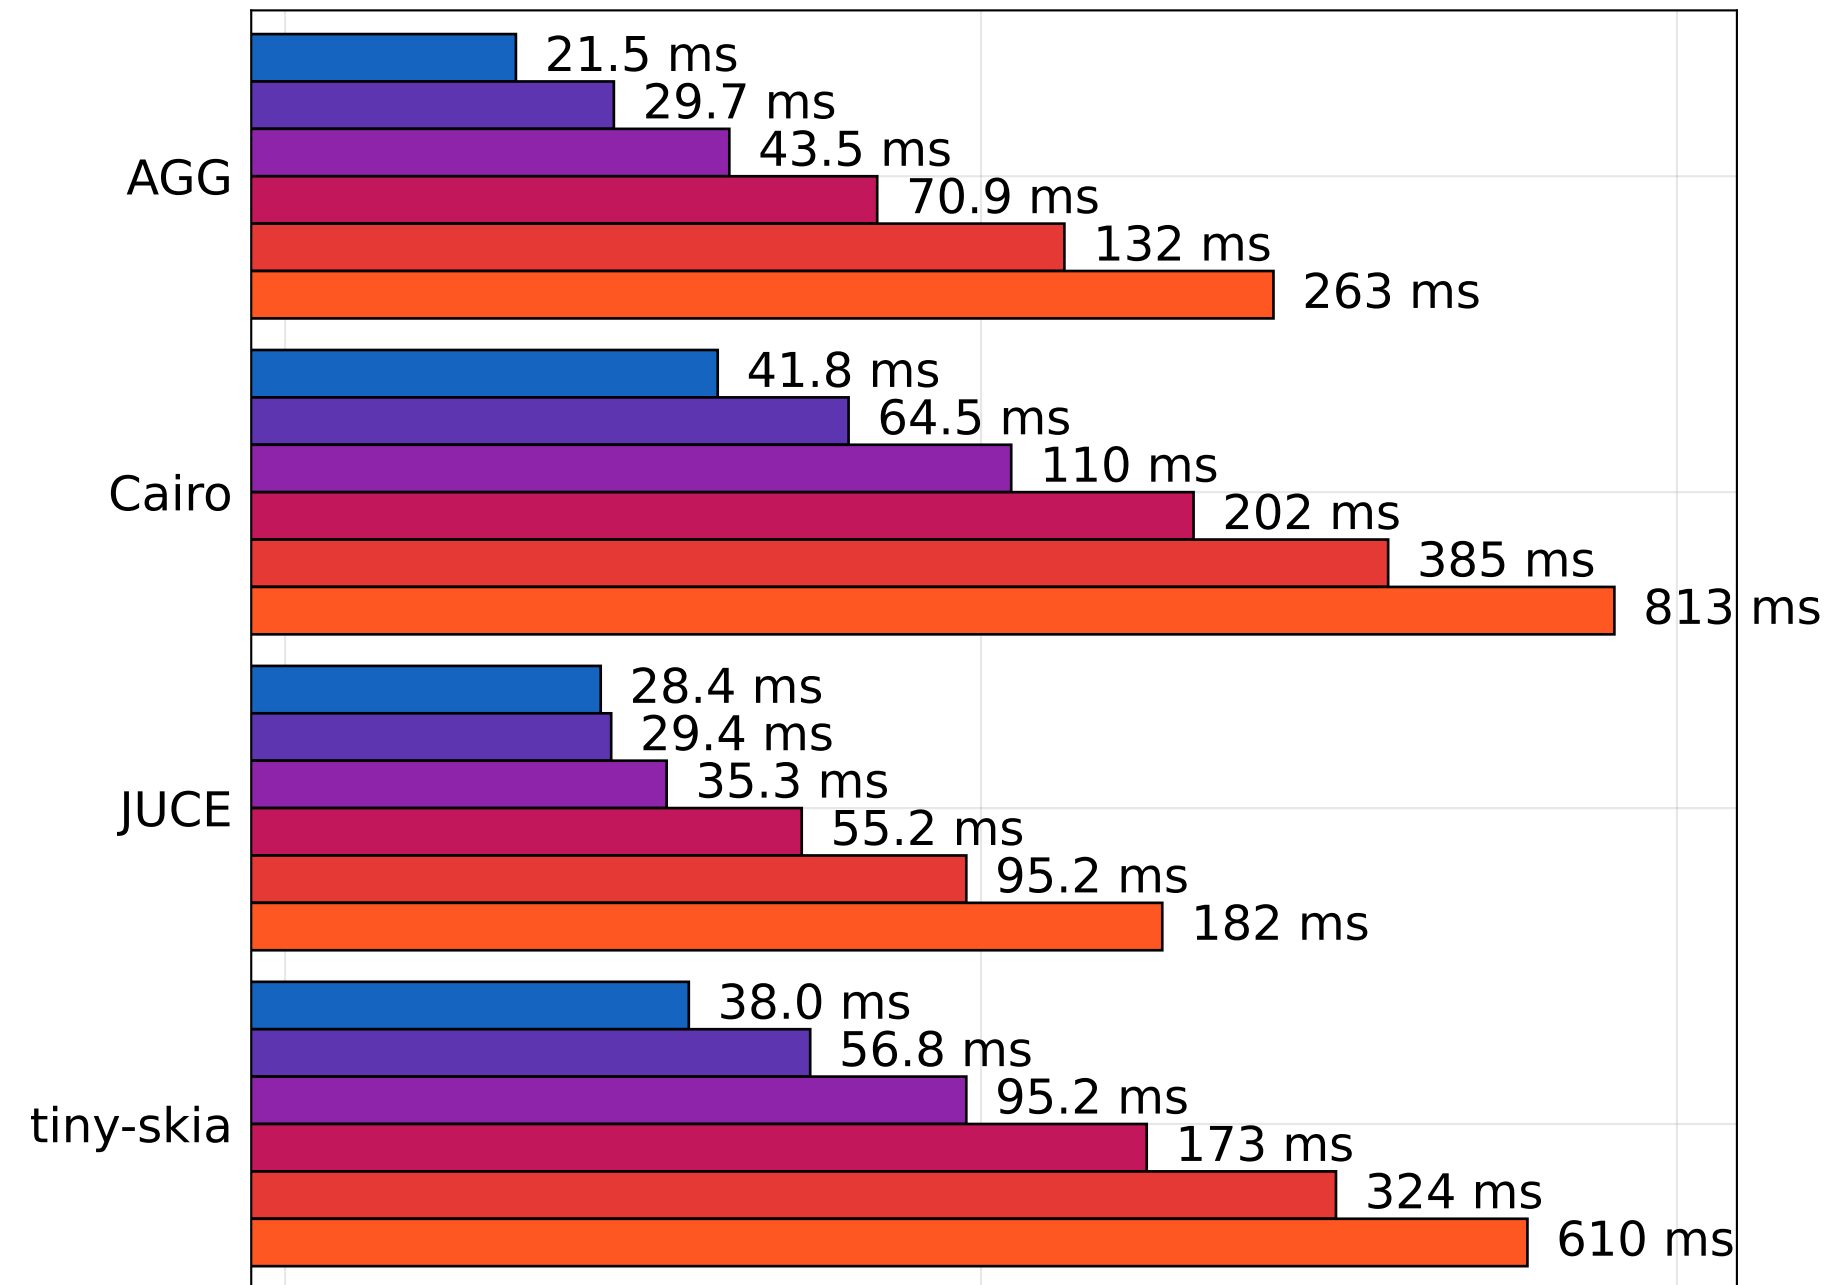 21.5 ms
29.7 ms
43.5 ms
AGG
70.9 ms
132 ms
263 ms
41.8 ms
64.5 ms
110 ms
Cairo
202 ms
385 ms
813 ms
28.4 ms
29.4 ms
35.3 ms
JUCE
55.2 ms
95.2 ms
182 ms
38.0 ms
56.8 ms
95.2 ms
tiny-skia
173 ms
324 ms
610 ms